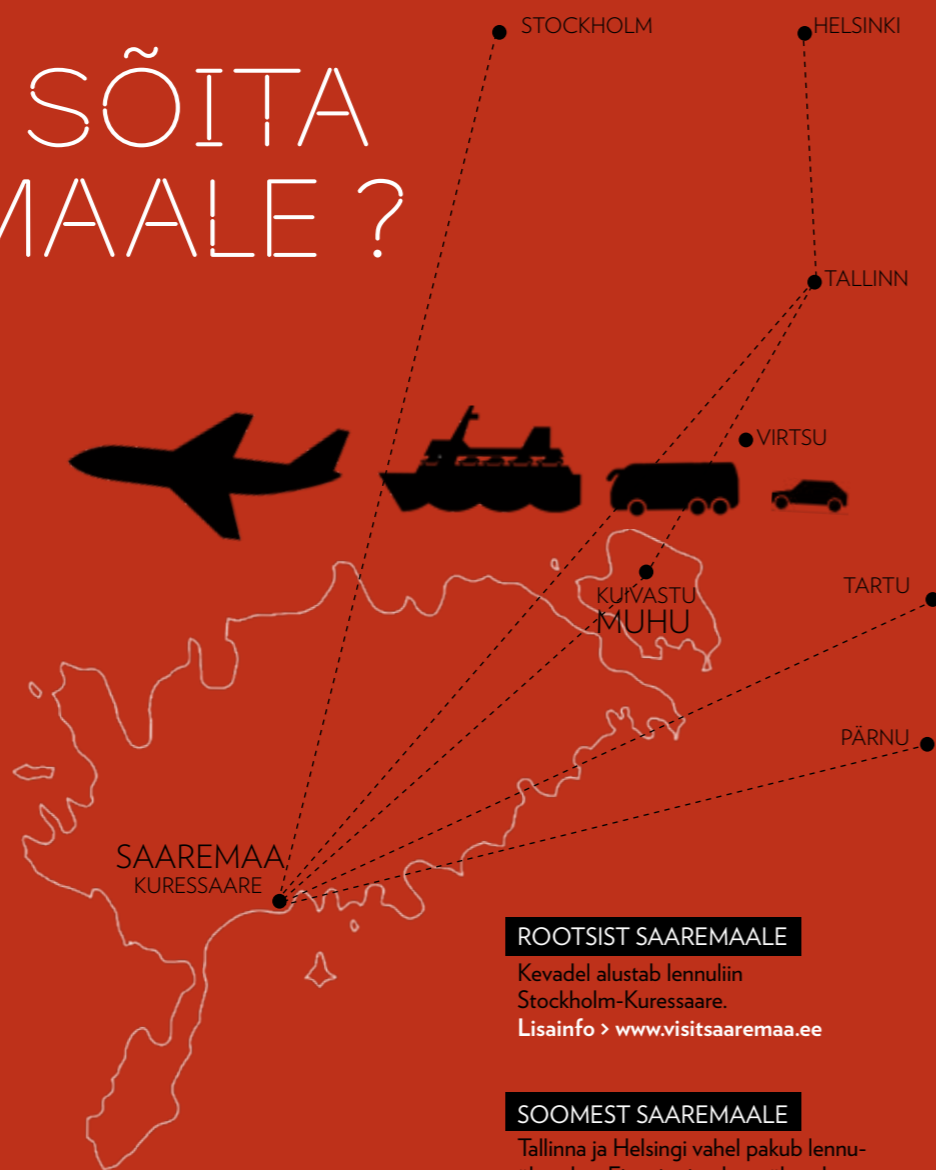 STOCKHOLM
HELSINKI
SÕITA
MAALE ?
TALLINN
VIRTSU
KUIVASTU
MUHU
TARTU
PÄRNU
SAAREMAA
KURESSAARE
ROOTSIST SAAREMAALE
Kevadel alustab lennuliin
Stockholm-Kuressaare.
Lisainfo > www.visitsaaremaa.ee
SOOMEST SAAREMAALE
Tallinna ja Helsingi vahel pakub lennu-